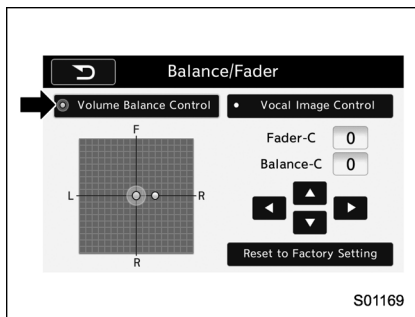 Balance/Fader
Volume Balance Control
Vocal Image Control
F
L
R
R
Fader-C 0
Balance-C 0
Reset to Factory Setting
S01169